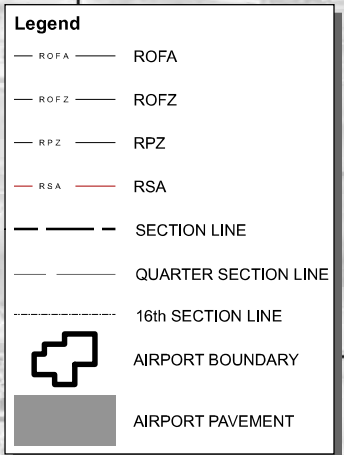 Legend
ROFA ROFA
ROFZ ROFZ
RPZ RPZ
RSA RSA
SECTION LINE
QUARTER SECTION LINE
16th SECTION LINE
AIRPORT BOUNDARY
AIRPORT PAVEMENT